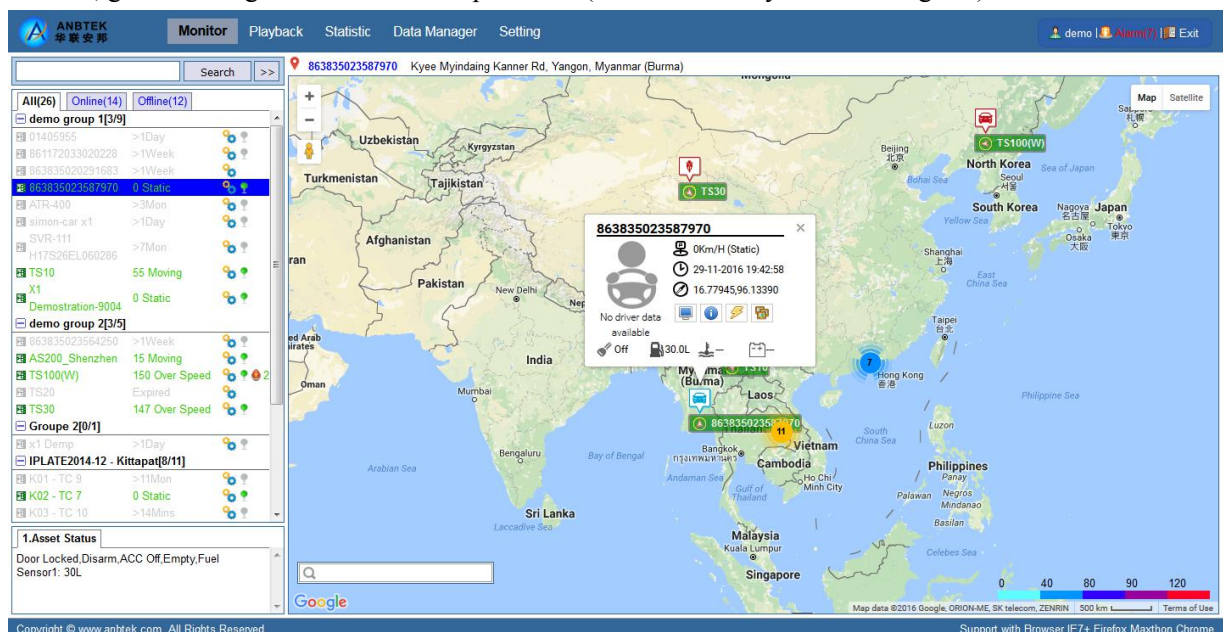 ANBTEK
华联安邦
Monitor Playback Statistic Data Manager Setting
demo | Alarm(7) | Exit
Search >>
863835023587970 Kyee Myindaing Kanner Rd, Yangon, Myanmar (Burma)
All(26) Online(14) Offline(12)
demo group 1[3/9]
01405955 >1Day
861172033020228 >1Week
863835020291683 >1Week
863835023587970 0 Static
ATR-400 >3Mon
simon-car x1 >1Day
SVR-111
H17S26EL060286 >7Mon
TS10 55 Moving
X1
Demostration-9004 0 Static
demo group 2[3/5]
863835023564250 >1Week
AS200_Shenzhen 15 Moving
TS100(W) 150 Over Speed 2
TS20 Expired
TS30 147 Over Speed
Groupe 2[0/1]
x1 Demp >1Day
IPLATE2014-12 - Kittapat[8/11]
K01 - TC 9 >11Mon
K02 - TC 7 0 Static
K03 - TC 10 >14Mins
1.Asset Status
Door Locked,Disarm,ACC Off,Empty,Fuel
Sensor1: 30L
+
−
Map Satellite
Mongolia
Sapporo
札幌
Uzbekistan
Kyrgyzstan
Beijing
北京
TS100(W)
North Korea
Sea of Japan
Turkmenistan
Tajikistan
TS30
Bohai Sea
Seoul
서울
South Korea
Nagoya
名古屋
Japan
Tokyo
東京
Osaka
大阪
Yellow Sea
Afghanistan
Shanghai
上海
East
China Sea
Pakistan
New Delhi
863835023587970 ×
0Km/H (Static)
29-11-2016 19:42:58
16.77945,96.13390
No driver data
available
Off 30.0L -- --
Taipei
台北
India
Oman
Mumbai
TS10
(Burma)
Laos
7
Hong Kong
香港
Philippine Sea
11
Bengaluru
Bay of Bengal
Bangkok
กรุงเทพมหานคร
Vietnam
South
China Sea
Luzon
Arabian Sea
Andaman Sea
Cambodia
Ho Chi
Minh City
Gulf of
Thailand
Philippines
Panay
Palawan
Negros
Mindanao
Basilan
Sri Lanka
Laccadive Sea
Malaysia
Kuala Lumpur
Celebes Sea
Singapore
0 40 80 90 120
Google
Map data ©2016 Google, ORION-ME, SK telecom, ZENRIN 500 km Terms of Use
Copyright © www.anbtek.com All Rights Reserved
Support with Browser IE7+ Firefox Maxthon Chrome